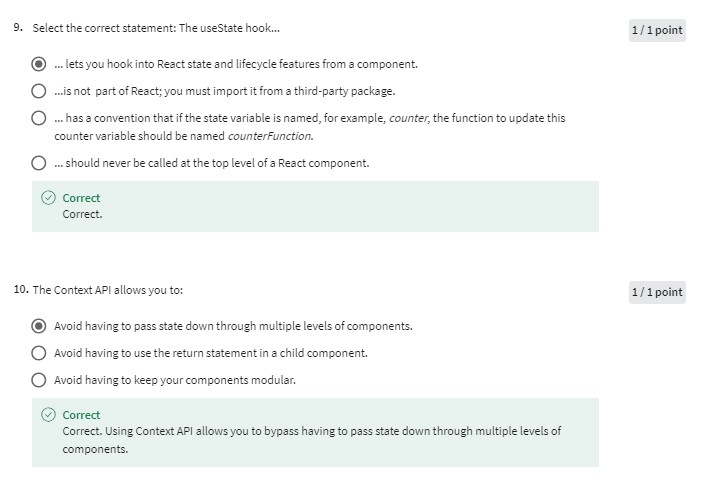 9. Select the correct statement: The useState hook...
1 / 1 point
... lets you hook into React state and lifecycle features from a component.
...is not part of React; you must import it from a third-party package.
... has a convention that if the state variable is named, for example, counter, the function to update this
counter variable should be named counterFunction.
... should never be called at the top level of a React component.
Correct
Correct.
10. The Context API allows you to:
1 / 1 point
Avoid having to pass state down through multiple levels of components.
Avoid having to use the return statement in a child component.
Avoid having to keep your components modular.
Correct
Correct. Using Context API allows you to bypass having to pass state down through multiple levels of
components.